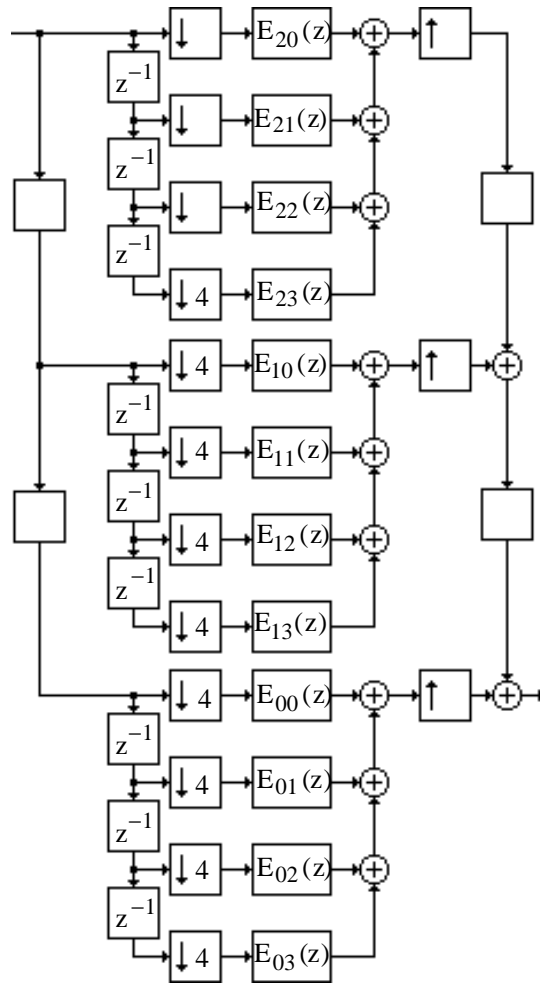 ↓ E₂₀(z) + ↑
z⁻¹
↓ E₂₁(z) +
z⁻¹
↓ E₂₂(z) +
z⁻¹
↓ 4 E₂₃(z)
↓ 4 E₁₀(z) + ↑ +
z⁻¹
↓ 4 E₁₁(z) +
z⁻¹
↓ 4 E₁₂(z) +
z⁻¹
↓ 4 E₁₃(z)
↓ 4 E₀₀(z) + ↑ +
z⁻¹
↓ 4 E₀₁(z) +
z⁻¹
↓ 4 E₀₂(z) +
z⁻¹
↓ 4 E₀₃(z)